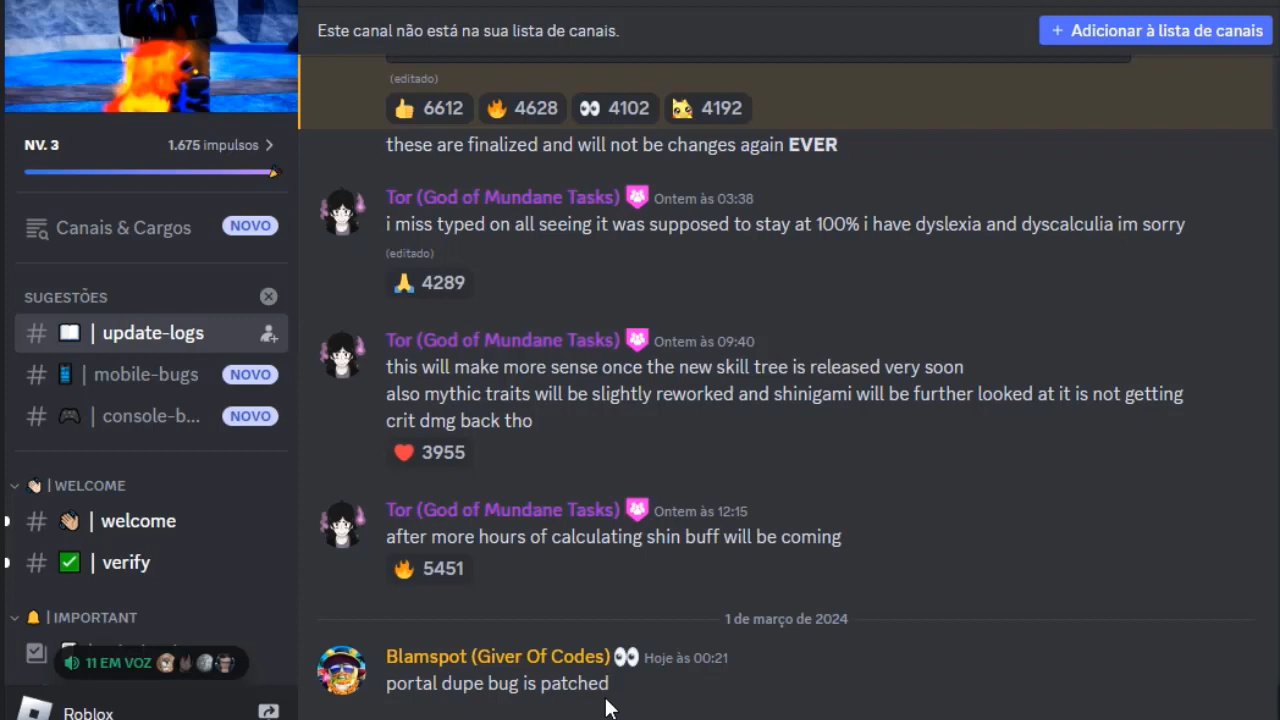 Este canal não está na sua lista de canais.
+ Adicionar à lista de canais
NV. 3
1.675 impulsos >
Canais & Cargos
NOVO
SUGESTÕES
# 📖 | update-logs
# 📱 | mobile-bugs
NOVO
# 🎮 | console-b...
NOVO
👋🏼 | WELCOME
# 👋🏼 | welcome
# ✅ | verify
🔔 | IMPORTANT
11 EM VOZ
Roblox
(editado)
👍 6612 🔥 4628 👀 4102 4192
these are finalized and will not be changes again EVER
Tor (God of Mundane Tasks) Ontem às 03:38
i miss typed on all seeing it was supposed to stay at 100% i have dyslexia and dyscalculia im sorry
(editado)
🙏 4289
Tor (God of Mundane Tasks) Ontem às 09:40
this will make more sense once the new skill tree is released very soon
also mythic traits will be slightly reworked and shinigami will be further looked at it is not getting
crit dmg back tho
❤️ 3955
Tor (God of Mundane Tasks) Ontem às 12:15
after more hours of calculating shin buff will be coming
🔥 5451
1 de março de 2024
Blamspot (Giver Of Codes) 👀 Hoje às 00:21
portal dupe bug is patched